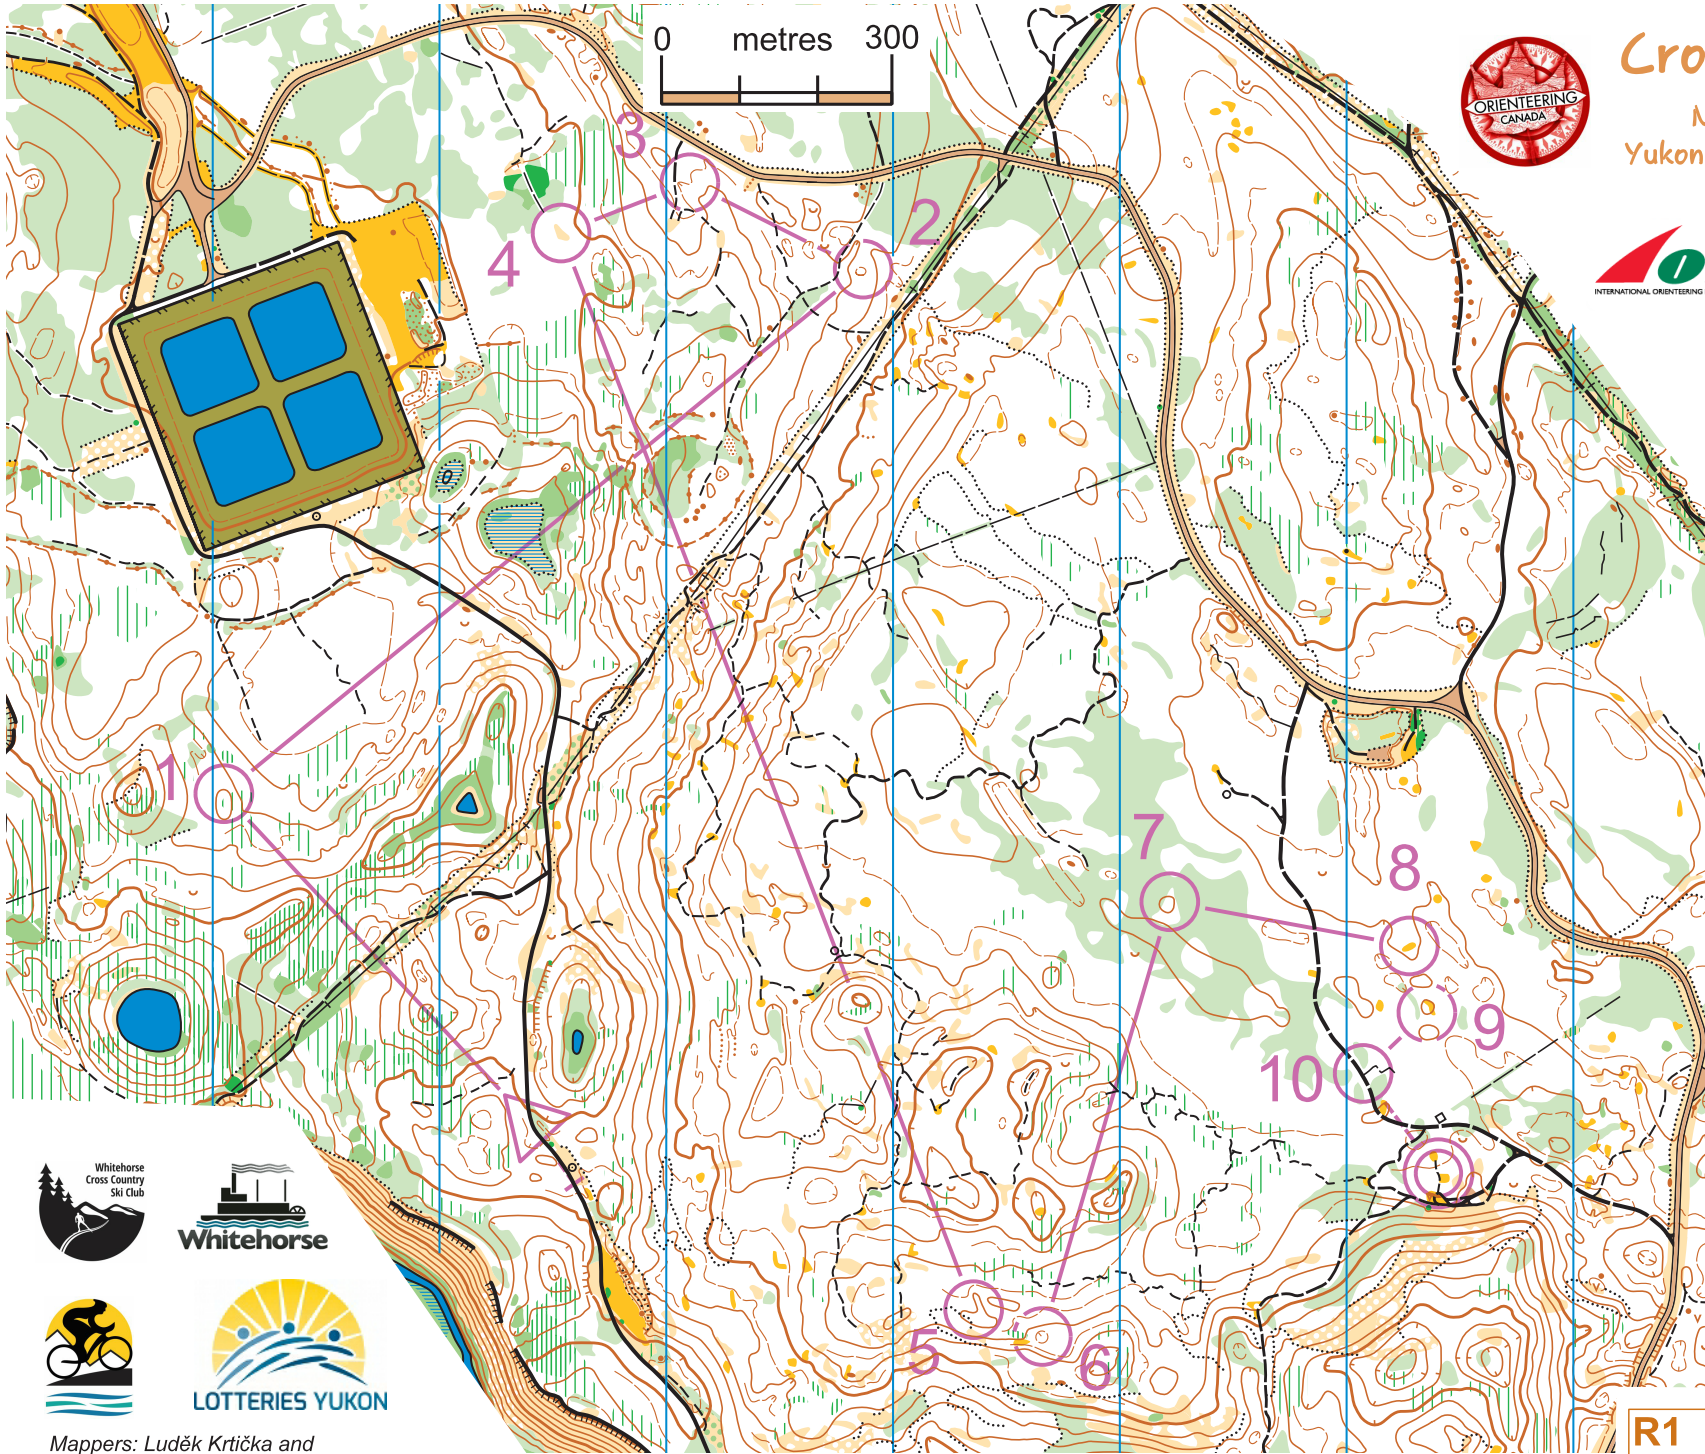 0 metres 300
Cro
N
Yukon
ORIENTEERING
CANADA
INTERNATIONAL ORIENTEERING
3
2
4
1
7
8
9
10
5
6
Whitehorse
Cross Country
Ski Club
Whitehorse
LOTTERIES YUKON
Mappers: Luděk Krtička and
R1